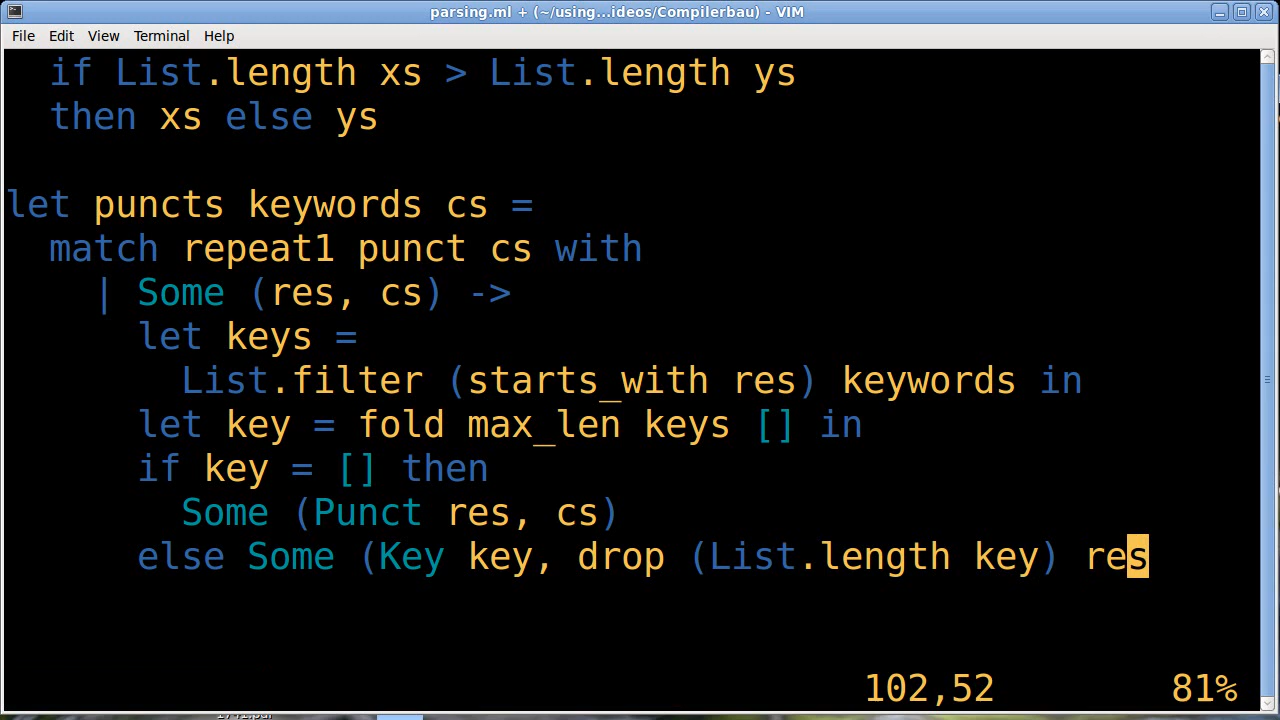 parsing.ml + (~/using...ideos/Compilerbau) - VIM
File Edit View Terminal Help
if List.length xs > List.length ys
then xs else ys
let puncts keywords cs =
match repeat1 punct cs with
| Some (res, cs) ->
let keys =
List.filter (starts_with res) keywords in
let key = fold max_len keys [] in
if key = [] then
Some (Punct res, cs)
else Some (Key key, drop (List.length key) res
102,52 81%